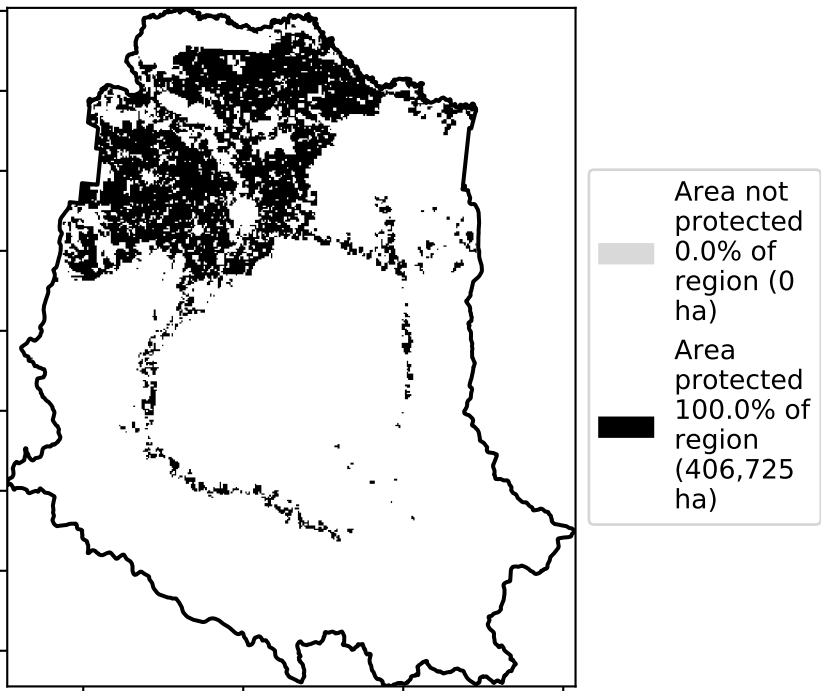 Area not
protected
0.0% of
region (0
ha)
Area
protected
100.0% of
region
(406,725
ha)